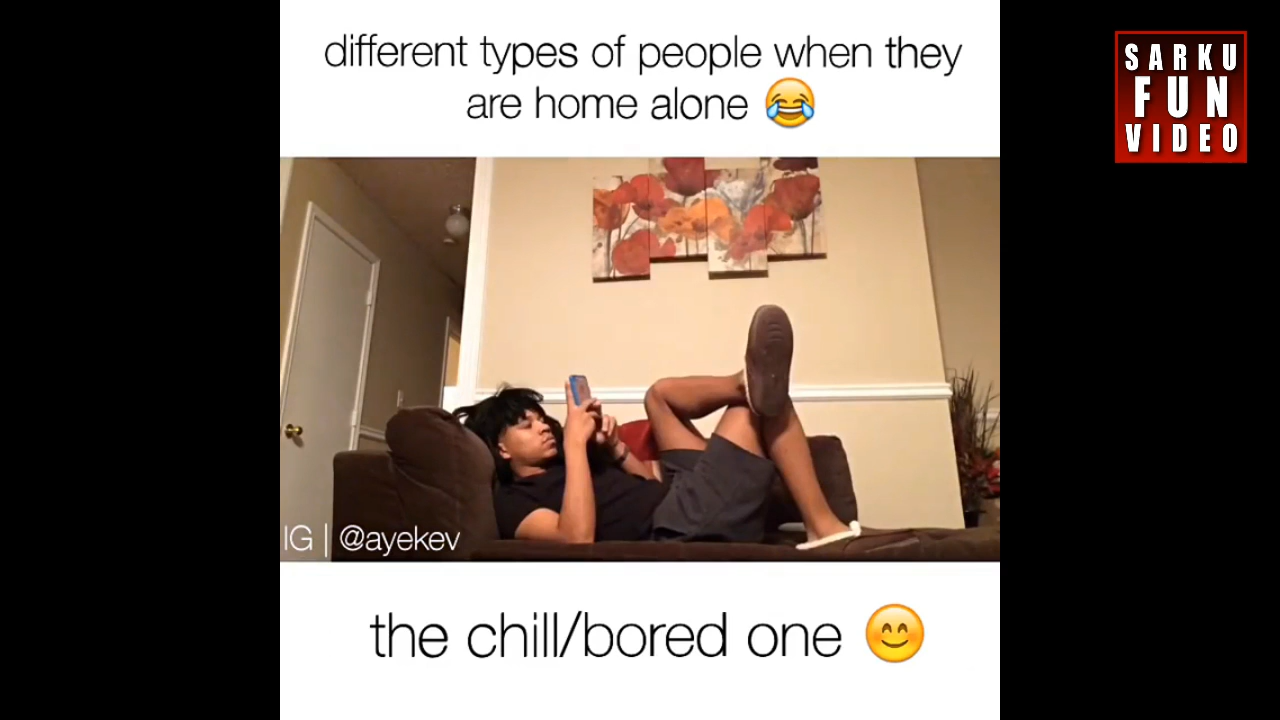 different types of people when they
are home alone 😂
SARKU
FUN
VIDEO
IG | @ayekev
the chill/bored one 😊